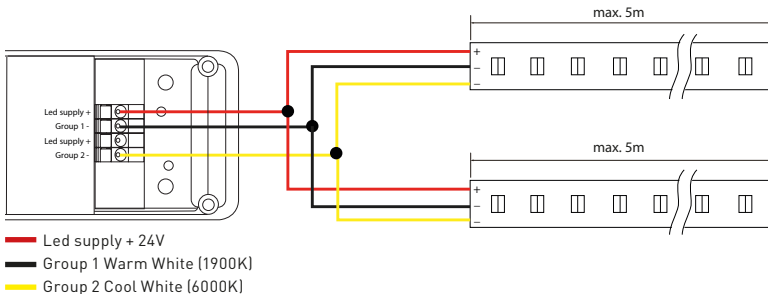 max. 5m
+
–
–
Led supply +
Group 1 -
Led supply +
Group 2 -
max. 5m
+
–
–
Led supply + 24V
Group 1 Warm White (1900K)
Group 2 Cool White (6000K)